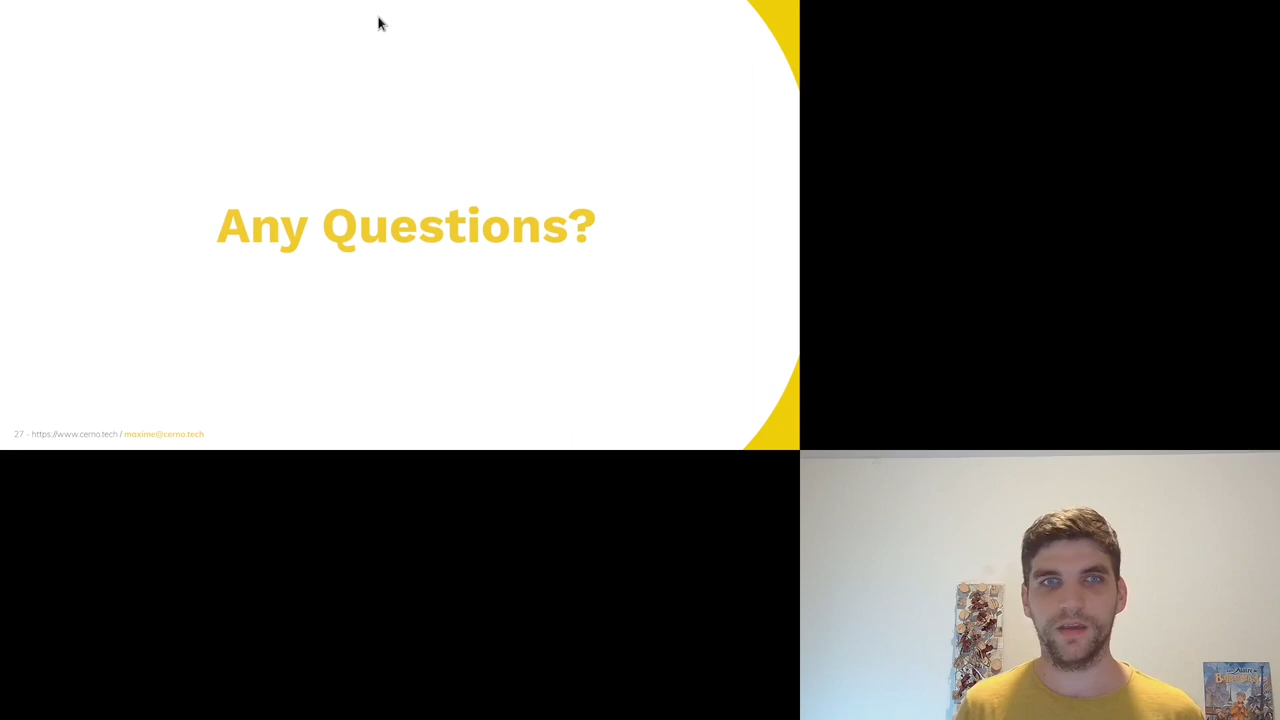 Any Questions?
27 - https://www.cerno.tech / maxime@cerno.tech